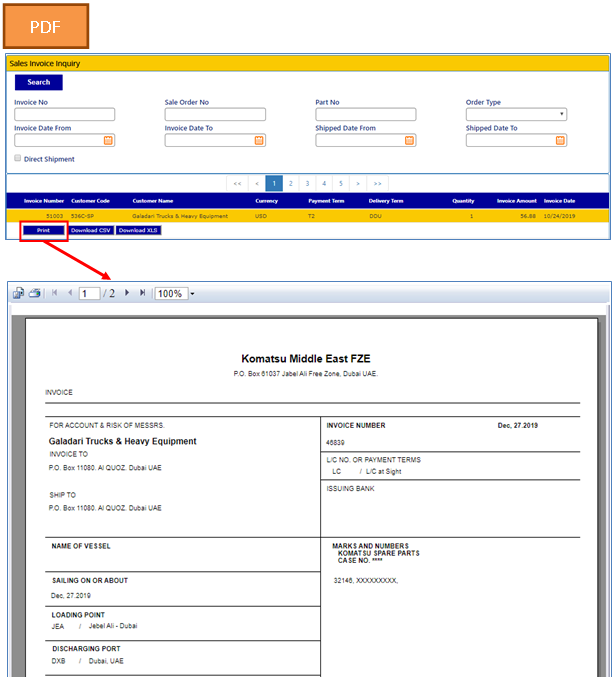 PDF
Sales Invoice Inquiry
Search
Invoice No Sale Order No Part No Order Type
Invoice Date From Invoice Date To Shipped Date From Shipped Date To
Direct Shipment
<< < 1 2 3 4 5 > >>
Invoice Number Customer Code Customer Name Currency Payment Term Delivery Term Quantity Invoice Amount Invoice Date
51003 536C-SP Galadari Trucks & Heavy Equipment USD T2 DDU 1 56.88 10/24/2019
Print Download CSV Download XLS
1 / 2 100%
Komatsu Middle East FZE
P.O. Box 61037 Jabel Ali Free Zone, Dubai UAE.
INVOICE
FOR ACCOUNT & RISK OF MESSRS.
Galadari Trucks & Heavy Equipment
INVOICE TO
P.O. Box 11080. Al QUOZ. Dubai UAE
SHIP TO
P.O. Box 11080. Al QUOZ. Dubai UAE
INVOICE NUMBER Dec, 27.2019
46839
L/C NO. OR PAYMENT TERMS
LC / L/C at Sight
ISSUING BANK
NAME OF VESSEL
SAILING ON OR ABOUT
Dec, 27.2019
LOADING POINT
JEA / Jebel Ali - Dubai
DISCHARGING PORT
DXB / Dubai, UAE
MARKS AND NUMBERS
KOMATSU SPARE PARTS
CASE NO. ****
32146, XXXXXXXXX,